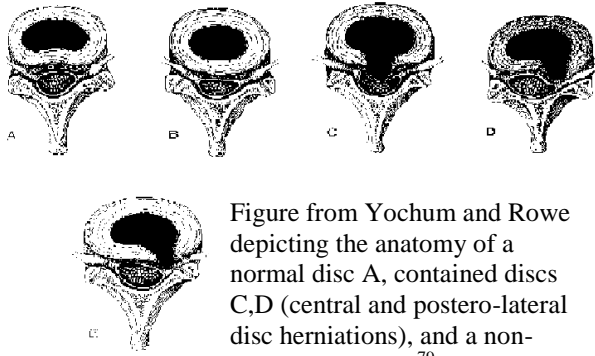 A
B
C
D
E
Figure from Yochum and Rowe
depicting the anatomy of a
normal disc A, contained discs
C,D (central and postero-lateral
disc herniations), and a non-